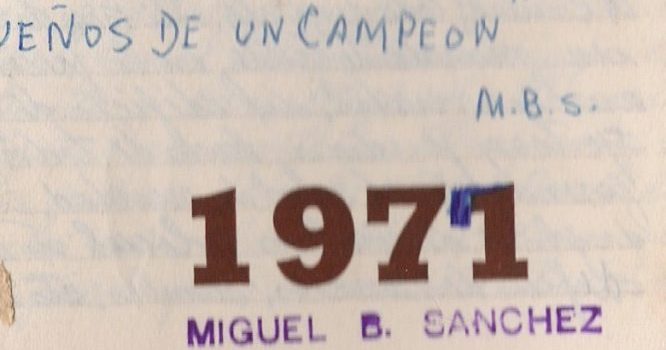 UEÑOS DE UN CAMPEON
M.B.S.
1971
MIGUEL B. SANCHEZ